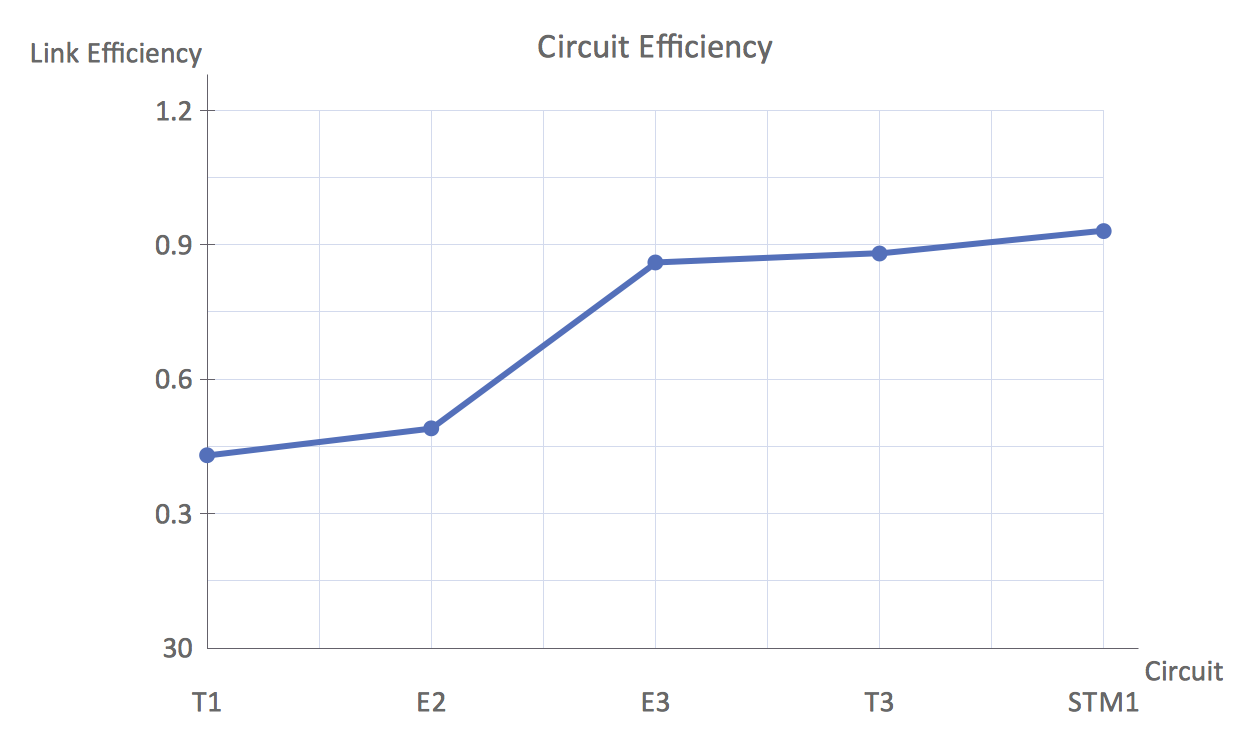 Circuit Efficiency
Link Efficiency
1.2
0.9
0.6
0.3
30
T1 E2 E3 T3 STM1
Circuit